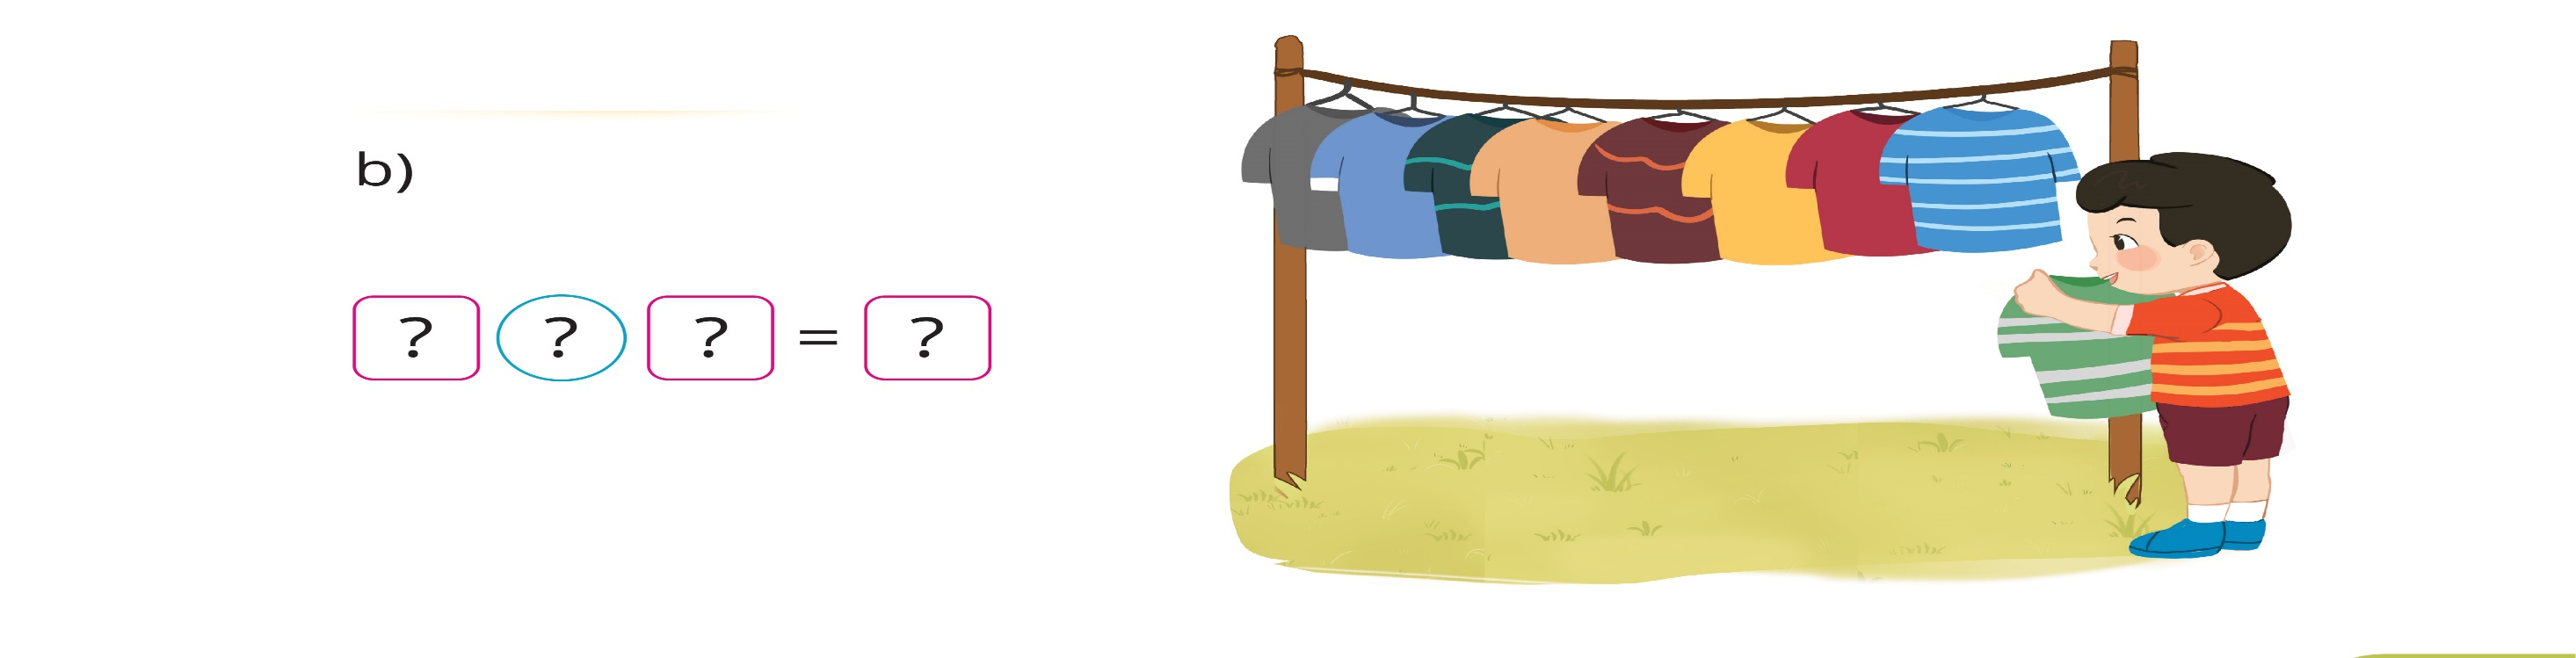 b)
? ? ? = ?